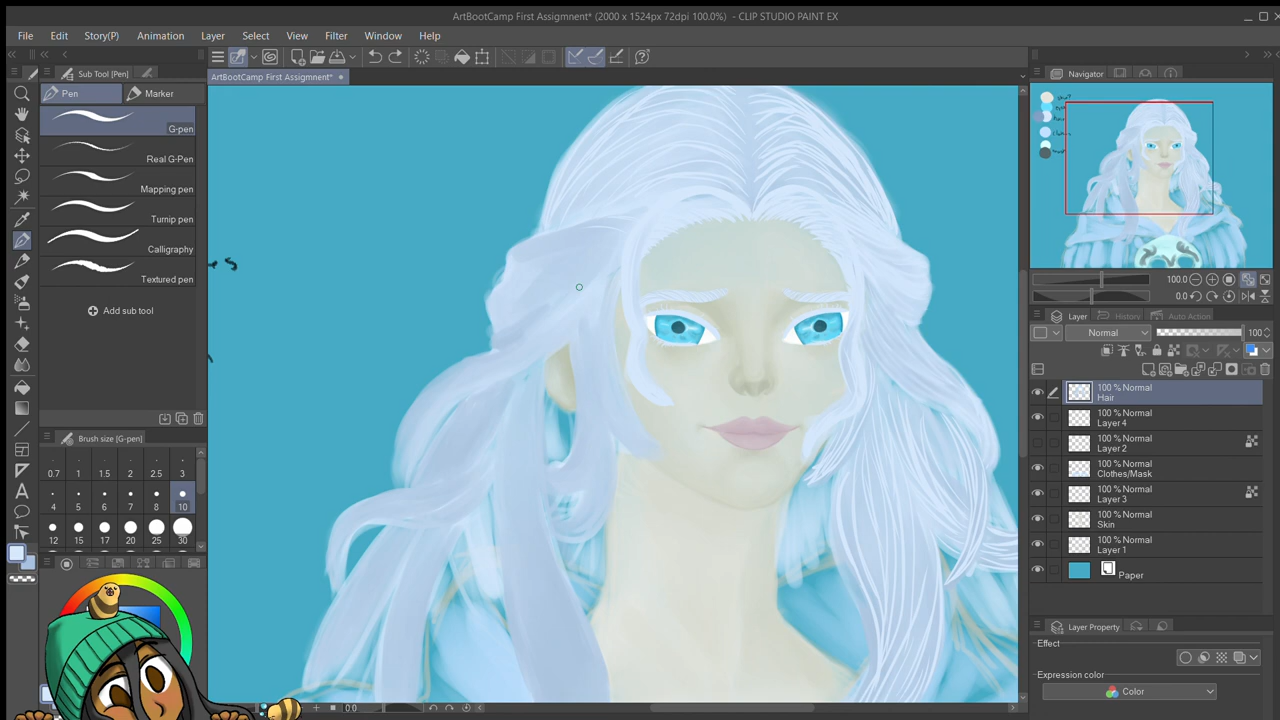 ArtBootCamp First Assigmnent* (2000 x 1524px 72dpi 100.0%) - CLIP STUDIO PAINT EX
File Edit Story(P) Animation Layer Select View Filter Window Help
Sub Tool [Pen]
ArtBootCamp First Assigmnent*
Navigator
Pen
Marker
G-pen
Real G-Pen
Mapping pen
Turnip pen
Calligraphy
Textured pen
Add sub tool
Brush size [G-pen]
0.7 1 1.5 2 2.5 3
4 5 6 7 8 10
12 15 17 20 25 30
0:0
100.0
0.0
Layer History Auto Action
Normal 100
100 % Normal
Hair
100 % Normal
Layer 4
100 % Normal
Layer 2
100 % Normal
Clothes/Mask
100 % Normal
Layer 3
100 % Normal
Skin
100 % Normal
Layer 1
Paper
Layer Property
Effect
Expression color
Color